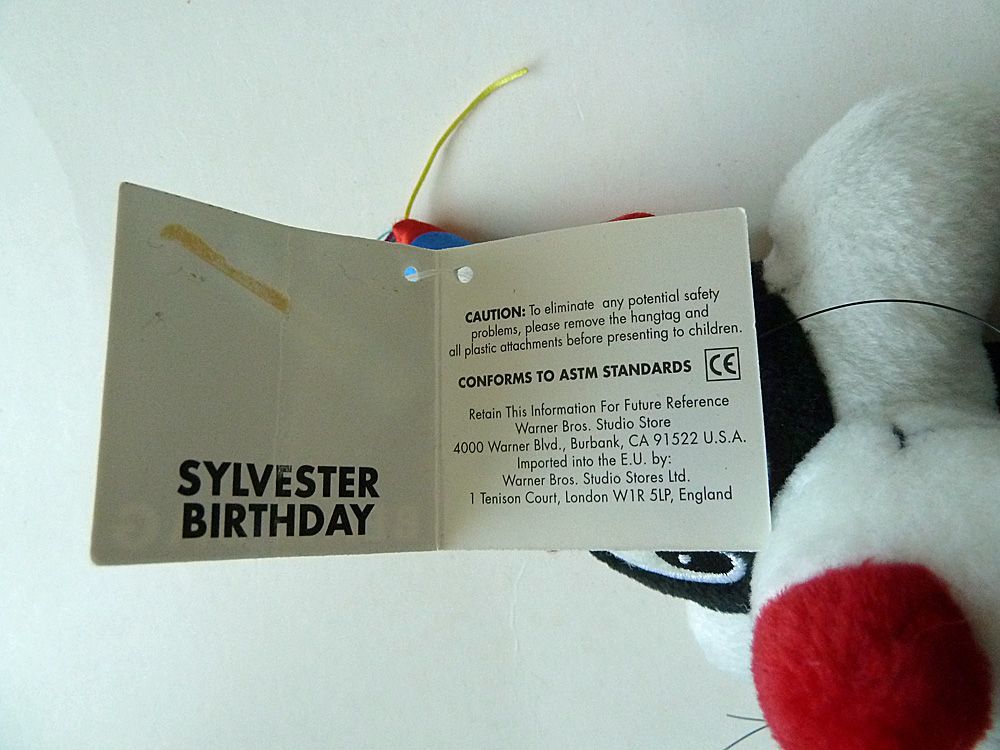 SYLVESTER
BIRTHDAY
CAUTION: To eliminate any potential safety
problems, please remove the hangtag and
all plastic attachments before presenting to children.
CONFORMS TO ASTM STANDARDS CE
Retain This Information For Future Reference
Warner Bros. Studio Store
4000 Warner Blvd., Burbank, CA 91522 U.S.A.
Imported into the E.U. by:
Warner Bros. Studio Stores Ltd.
1 Tenison Court, London W1R 5LP, England